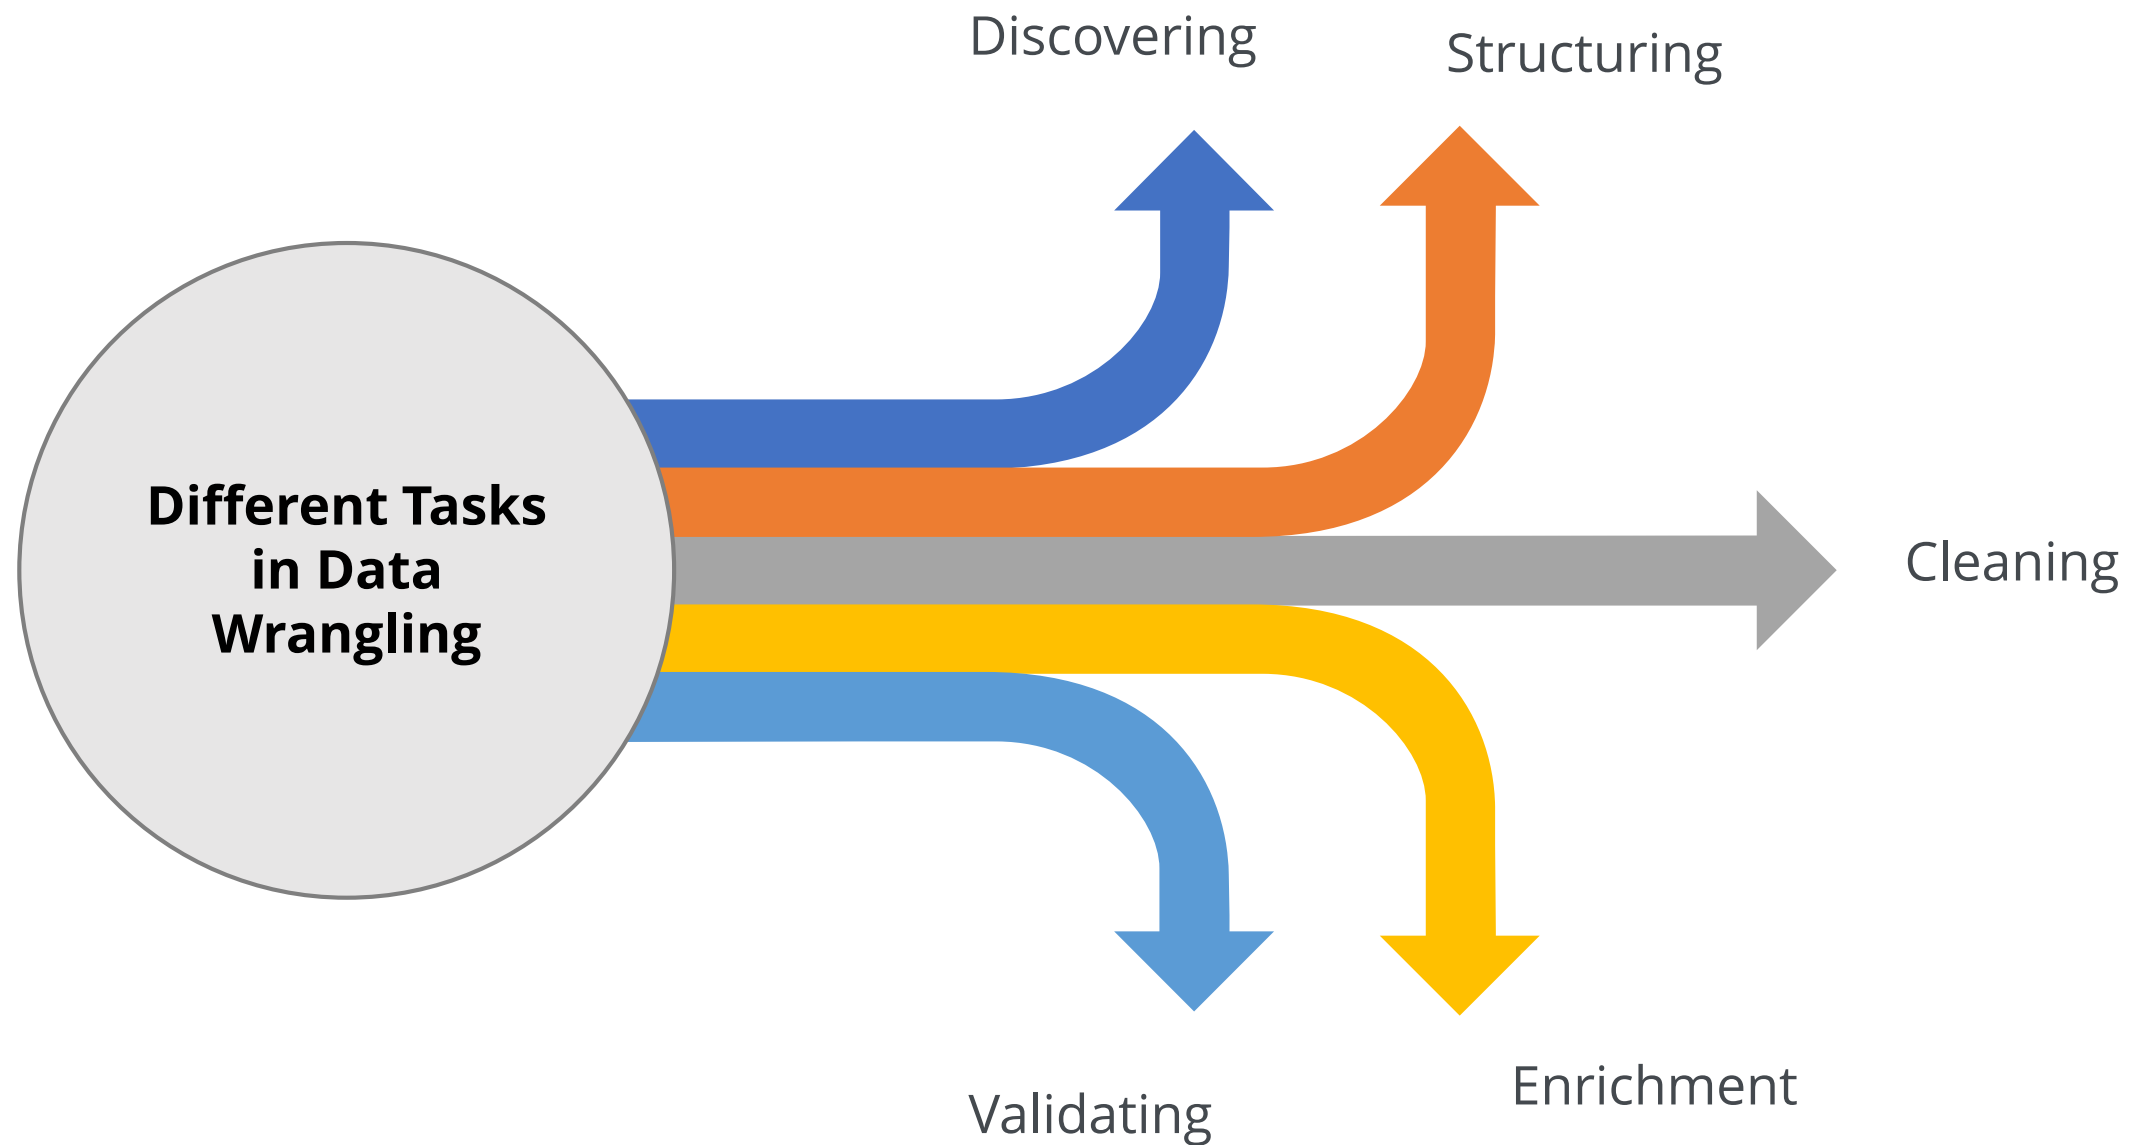 Discovering
Structuring
Different Tasks
in Data
Wrangling
Cleaning
Enrichment
Validating